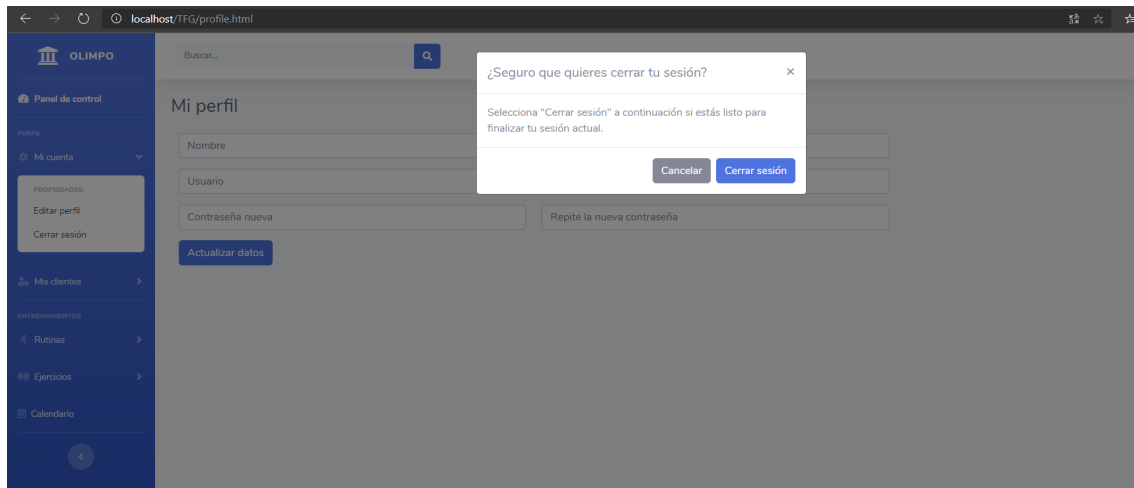 localhost/TFG/profile.html
OLIMPO
Buscar...
¿Seguro que quieres cerrar tu sesión?
×
Selecciona "Cerrar sesión" a continuación si estás listo para
finalizar tu sesión actual.
Cancelar
Cerrar sesión
Panel de control
PERFIL
Mi cuenta
PROPIEDADES:
Editar perfil
Cerrar sesión
Mis clientes
ENTRENAMIENTOS
Rutinas
Ejercicios
Calendario
Mi perfil
Nombre
Usuario
Contraseña nueva
Repite la nueva contraseña
Actualizar datos